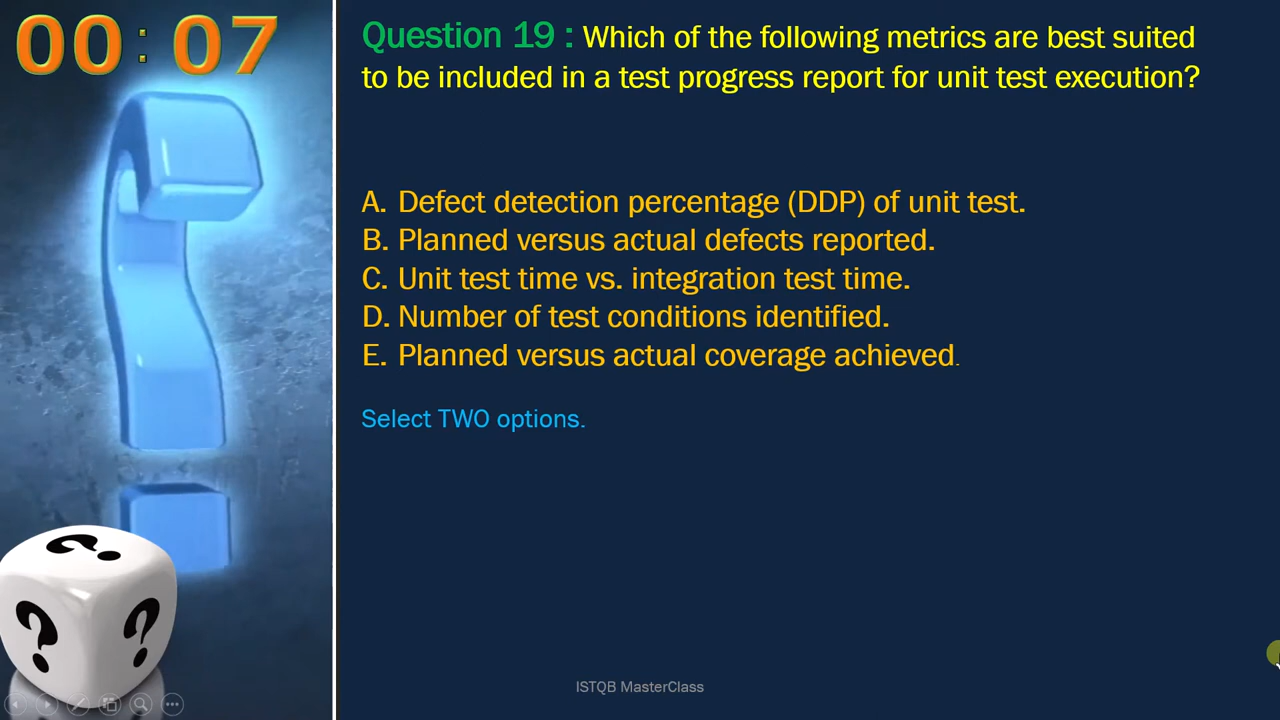 00:07
Question 19 : Which of the following metrics are best suited
to be included in a test progress report for unit test execution?
A. Defect detection percentage (DDP) of unit test.
B. Planned versus actual defects reported.
C. Unit test time vs. integration test time.
D. Number of test conditions identified.
E. Planned versus actual coverage achieved.
Select TWO options.
?
?
?
?
ISTQB MasterClass